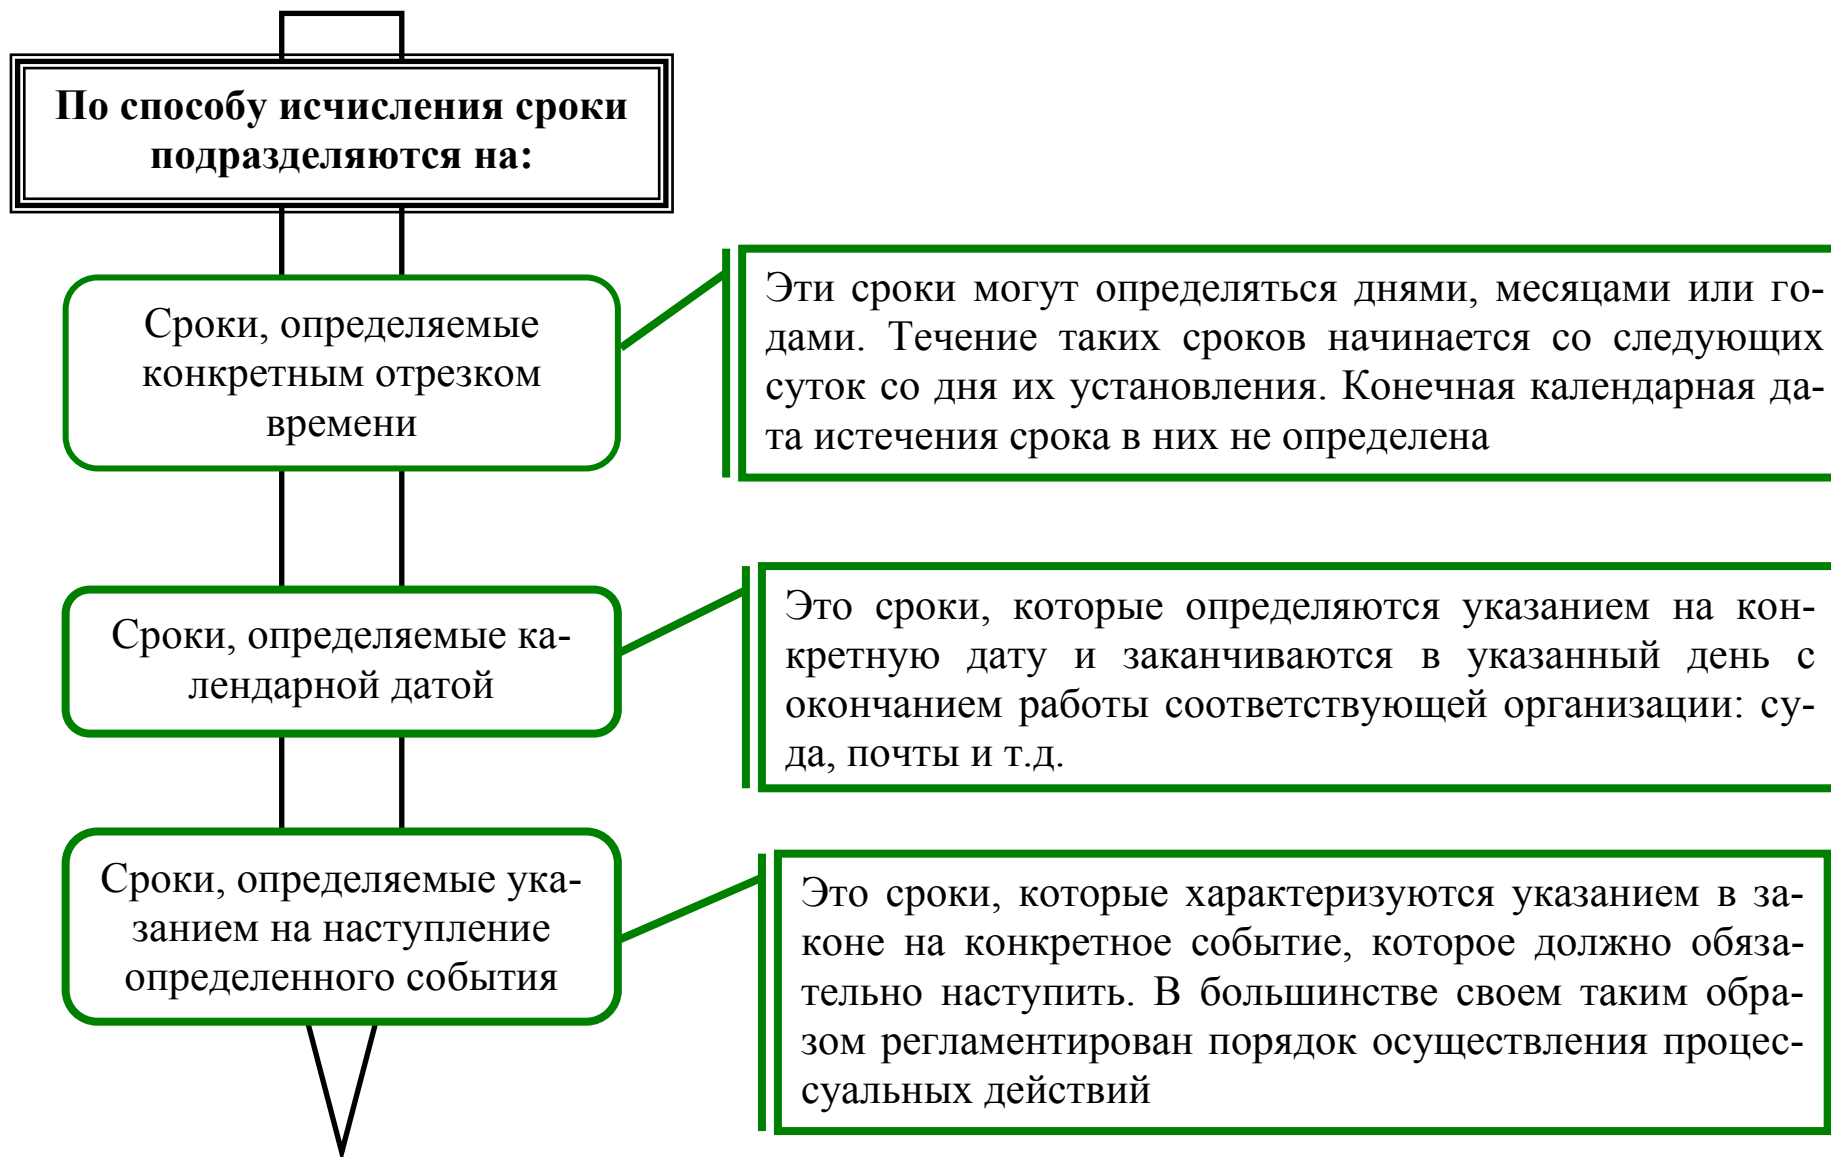 По способу исчисления сроки
подразделяются на:
Сроки, определяемые
конкретным отрезком
времени
Эти сроки могут определяться днями, месяцами или го-
дами. Течение таких сроков начинается со следующих
суток со дня их установления. Конечная календарная да-
та истечения срока в них не определена
Сроки, определяемые ка-
лендарной датой
Это сроки, которые определяются указанием на кон-
кретную дату и заканчиваются в указанный день с
окончанием работы соответствующей организации: су-
да, почты и т.д.
Сроки, определяемые ука-
занием на наступление
определенного события
Это сроки, которые характеризуются указанием в за-
коне на конкретное событие, которое должно обяза-
тельно наступить. В большинстве своем таким обра-
зом регламентирован порядок осуществления процес-
суальных действий